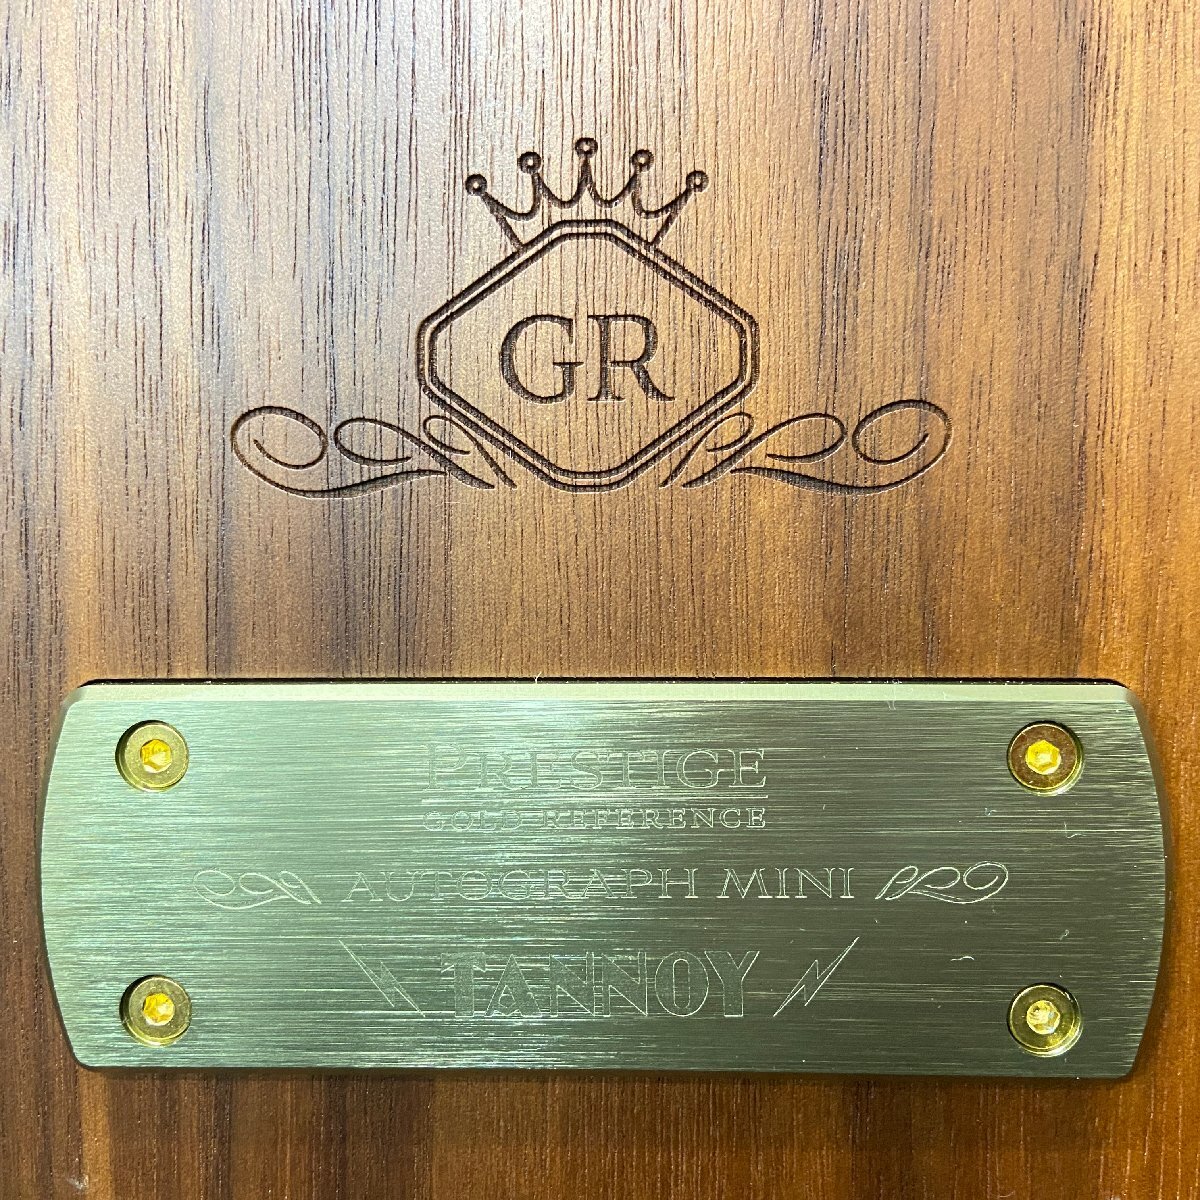 GR
PRESTIGE
GOLD REFERENCE
AUTOGRAPH MINI
TANNOY